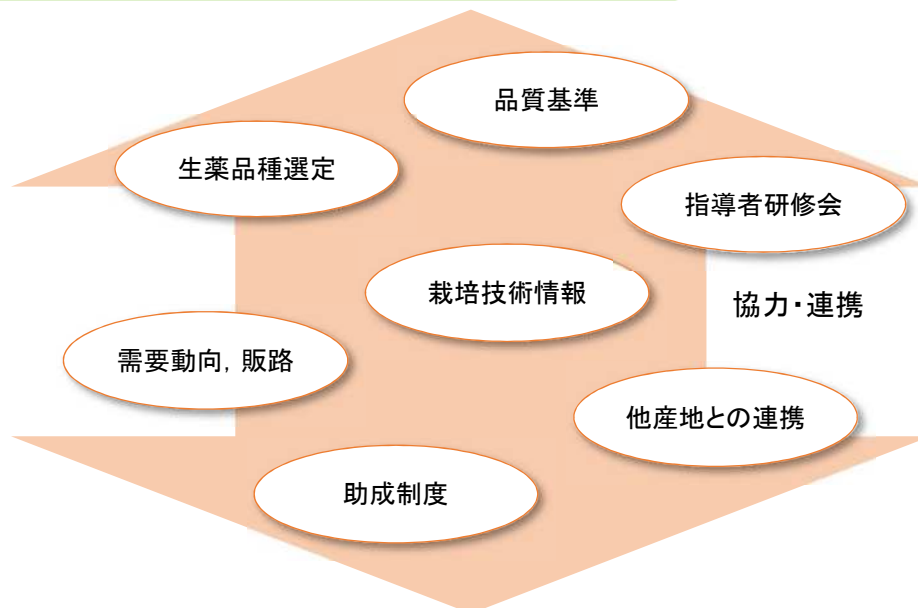 品質基準
生薬品種選定
指導者研修会
栽培技術情報
協力・連携
需要動向, 販路
他産地との連携
助成制度